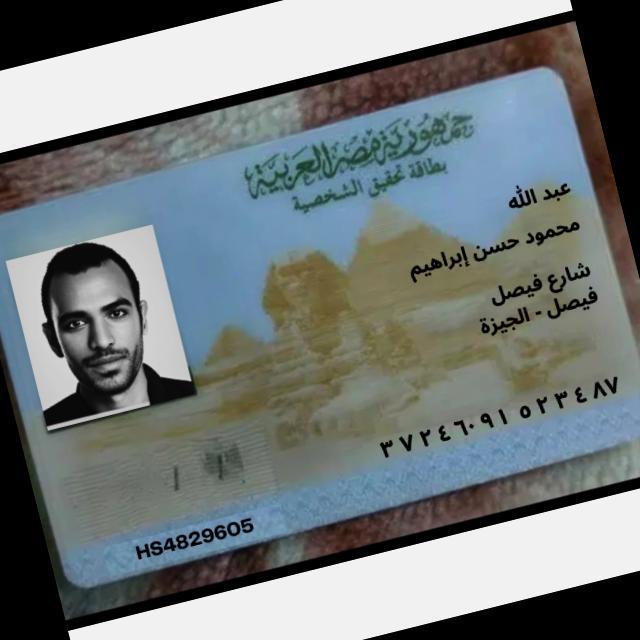 جمهورية مصر العربية
بطاقة تحقيق الشخصية
عبد الله
محمود حسن إبراهيم
شارع فيصل
فيصل - الجيزة
٣٧٢٤٦٠٩١٥٢٣٤٨٧
HS4829605